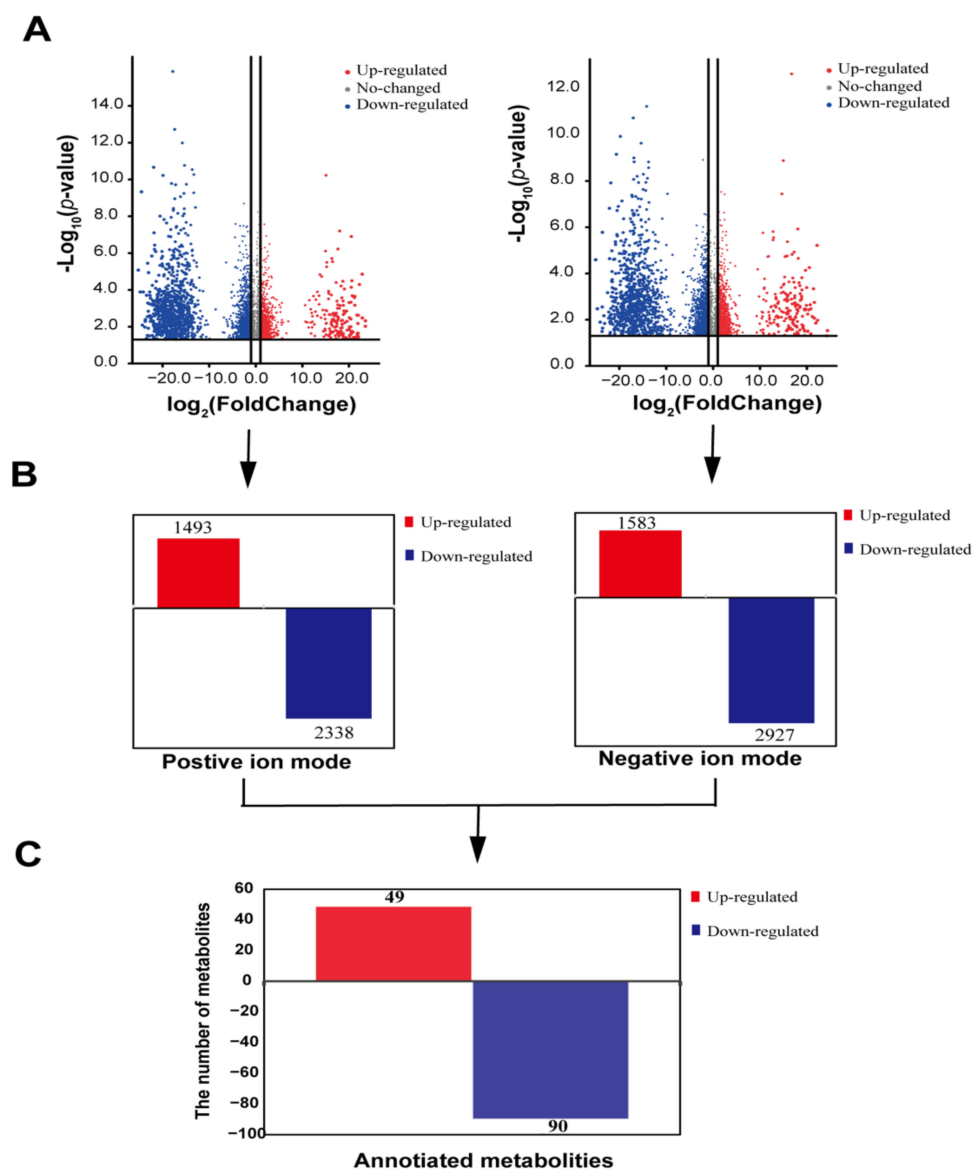 A
Up-regulated
No-changed
Down-regulated
-Log10(p-value)
14.0
12.0
10.0
8.0
6.0
4.0
2.0
0.0
−20.0 −10.0 0.0 10.0 20.0
log2(FoldChange)
Up-regulated
No-changed
Down-regulated
-Log10(p-value)
12.0
10.0
8.0
6.0
4.0
2.0
0.0
−20.0 −10.0 0.0 10.0 20.0
log2(FoldChange)
B
1493
2338
Up-regulated
Down-regulated
Postive ion mode
1583
2927
Up-regulated
Down-regulated
Negative ion mode
C
The number of metabolites
60
40
20
0
−20
−40
−60
−80
−100
49
90
Up-regulated
Down-regulated
Annotiated metabolities